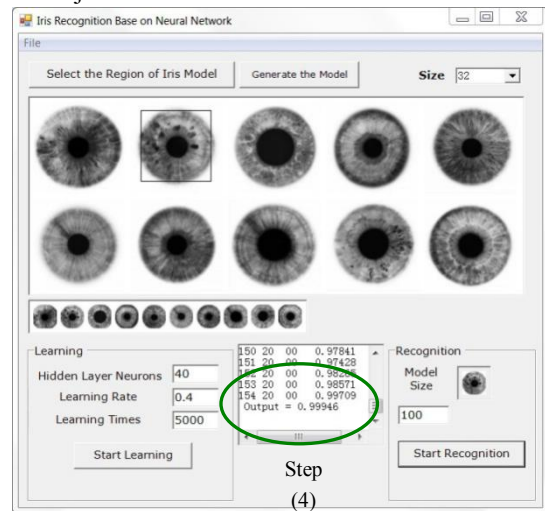 Iris Recognition Base on Neural Network
File
Select the Region of Iris Model
Generate the Model
Size 32
Learning
Hidden Layer Neurons 40
Learning Rate 0.4
Learning Times 5000
Start Learning
150 20 00 0.97841
151 20 00 0.97428
152 20 00 0.98285
153 20 00 0.98571
154 20 00 0.99709
Output = 0.99946
Step
(4)
Recognition
Model
Size
100
Start Recognition